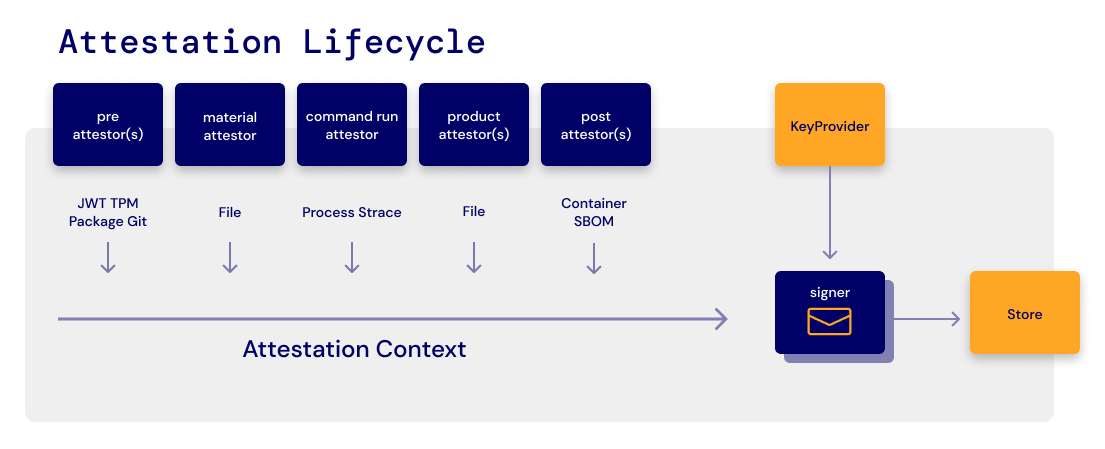 Attestation Lifecycle
pre
attestor(s)
material
attestor
command run
attestor
product
attestor(s)
post
attestor(s)
KeyProvider
JWT TPM
Package Git
File
Process Strace
File
Container
SBOM
signer
Store
Attestation Context